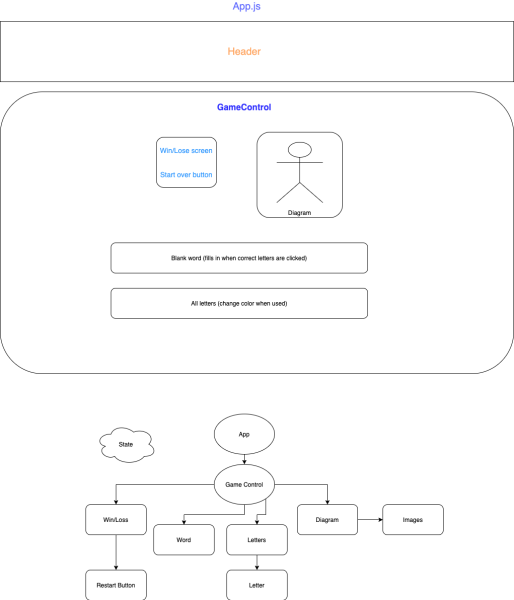 App.js
Header
GameControl
Win/Lose screen
Start over button
Diagram
Blank word (fills in when correct letters are clicked)
All letters (change color when used)
State
App
Game Control
Win/Loss
Word
Letters
Diagram
Images
Restart Button
Letter